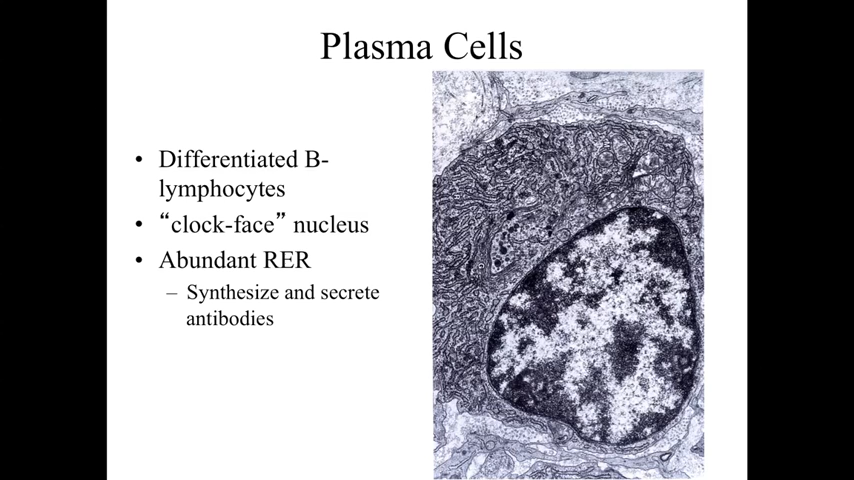 Plasma Cells
• Differentiated B-
lymphocytes
• “clock-face” nucleus
• Abundant RER
– Synthesize and secrete
antibodies